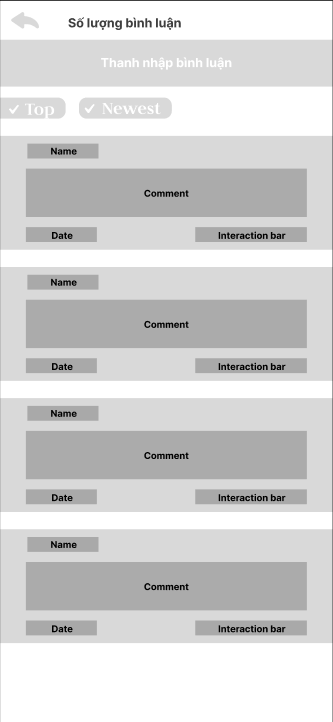 Số lượng bình luận
Thanh nhập bình luận
Top Newest
Name
Comment
Date Interaction bar
Name
Comment
Date Interaction bar
Name
Comment
Date Interaction bar
Name
Comment
Date Interaction bar